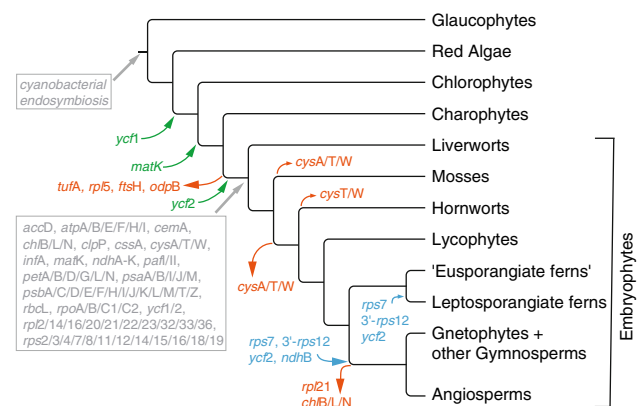 Glaucophytes
Red Algae
cyanobacterial
endosymbiosis
Chlorophytes
Charophytes
ycf1
Liverworts
matK
cysA/T/W
Mosses
tufA, rpl5, ftsH, odpB
ycf2
cysT/W
Hornworts
accD, atpA/B/E/F/H/I, cemA,
chlB/L/N, clpP, cssA, cysA/T/W,
infA, matK, ndhA-K, pafI/II,
petA/B/D/G/L/N, psaA/B/I/J/M,
psbA/C/D/E/F/H/I/J/K/L/M/T/Z,
rbcL, rpoA/B/C1/C2, ycf1/2,
rpl2/14/16/20/21/22/23/32/33/36,
rps2/3/4/7/8/11/12/14/15/16/18/19
Lycophytes
cysA/T/W
'Eusporangiate ferns'
Leptosporangiate ferns
rps7
3'-rps12
ycf2
Gnetophytes +
other Gymnosperms
rps7, 3'-rps12
ycf2, ndhB
rpl21
chlB/L/N
Angiosperms
Embryophytes